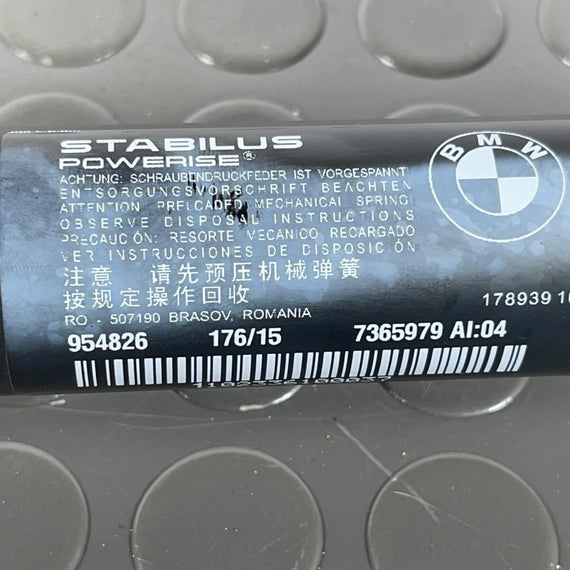 STABILUS
POWERISE®
ACHTUNG: SCHRAUBENDRUCKFEDER IST VORGESPANNT!
ENTSORGUNGSVORSCHRIFT BEACHTEN
ATTENTION: PRELOADED MECHANICAL SPRING!
OBSERVE DISPOSAL INSTRUCTIONS
PRECAUCIÓN: RESORTE MECANICO RECARGADO
VER INSTRUCCIONES DE DISPOSICIÓN
注意 请先预压机械弹簧
按规定操作回收
RO - 507190 BRASOV, ROMANIA
954826 176/15 7365979 AI:04
BMW
178939